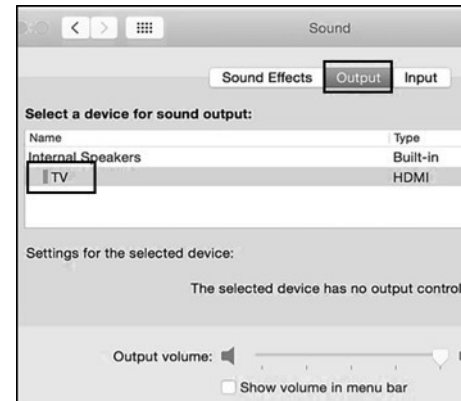 Sound
Sound Effects Output Input
Select a device for sound output:
Name Type
Internal Speakers Built-in
TV HDMI
Settings for the selected device:
The selected device has no output control
Output volume:
Show volume in menu bar